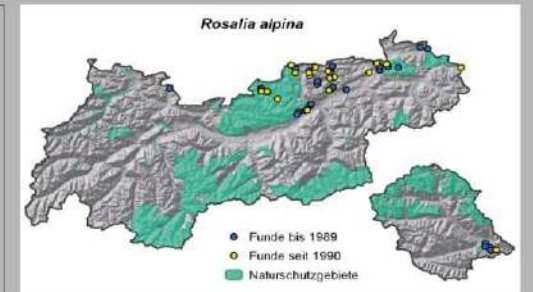 Rosalia alpina
Funde bis 1989
Funde seit 1990
Naturschutzgebiete